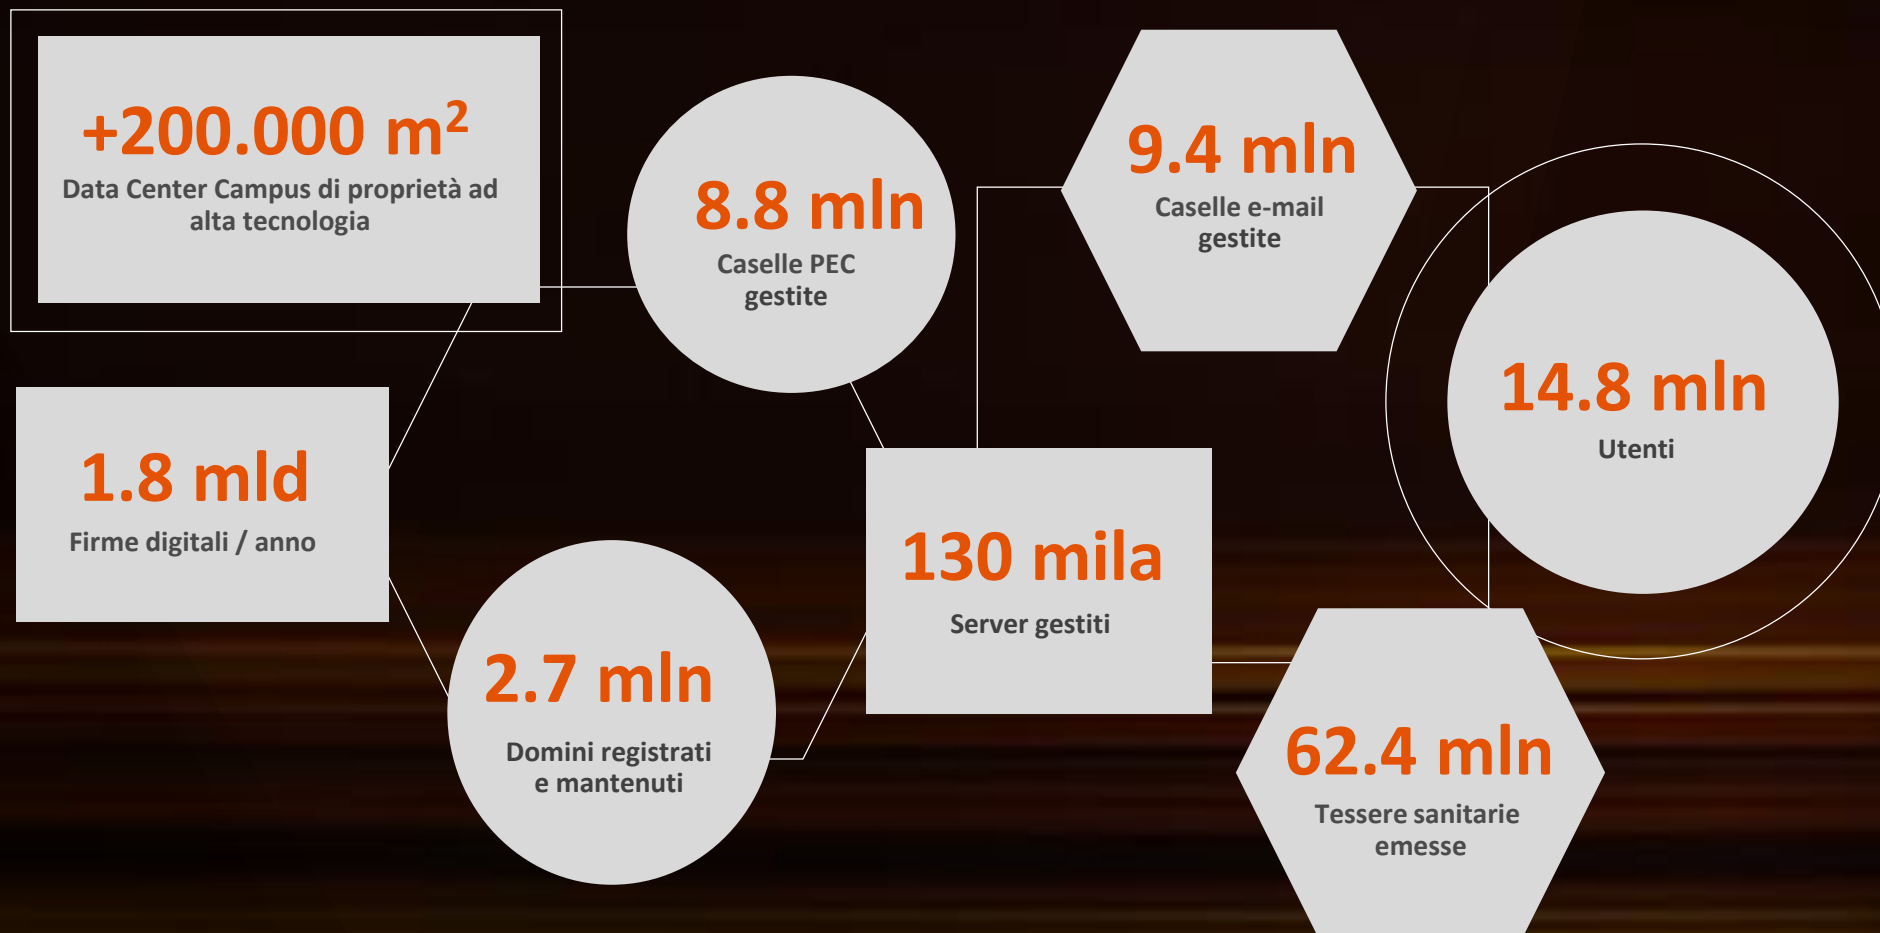 +200.000 m²
Data Center Campus di proprietà ad
alta tecnologia
8.8 mln
Caselle PEC
gestite
9.4 mln
Caselle e-mail
gestite
14.8 mln
Utenti
1.8 mld
Firme digitali / anno
130 mila
Server gestiti
2.7 mln
Domini registrati
e mantenuti
62.4 mln
Tessere sanitarie
emesse